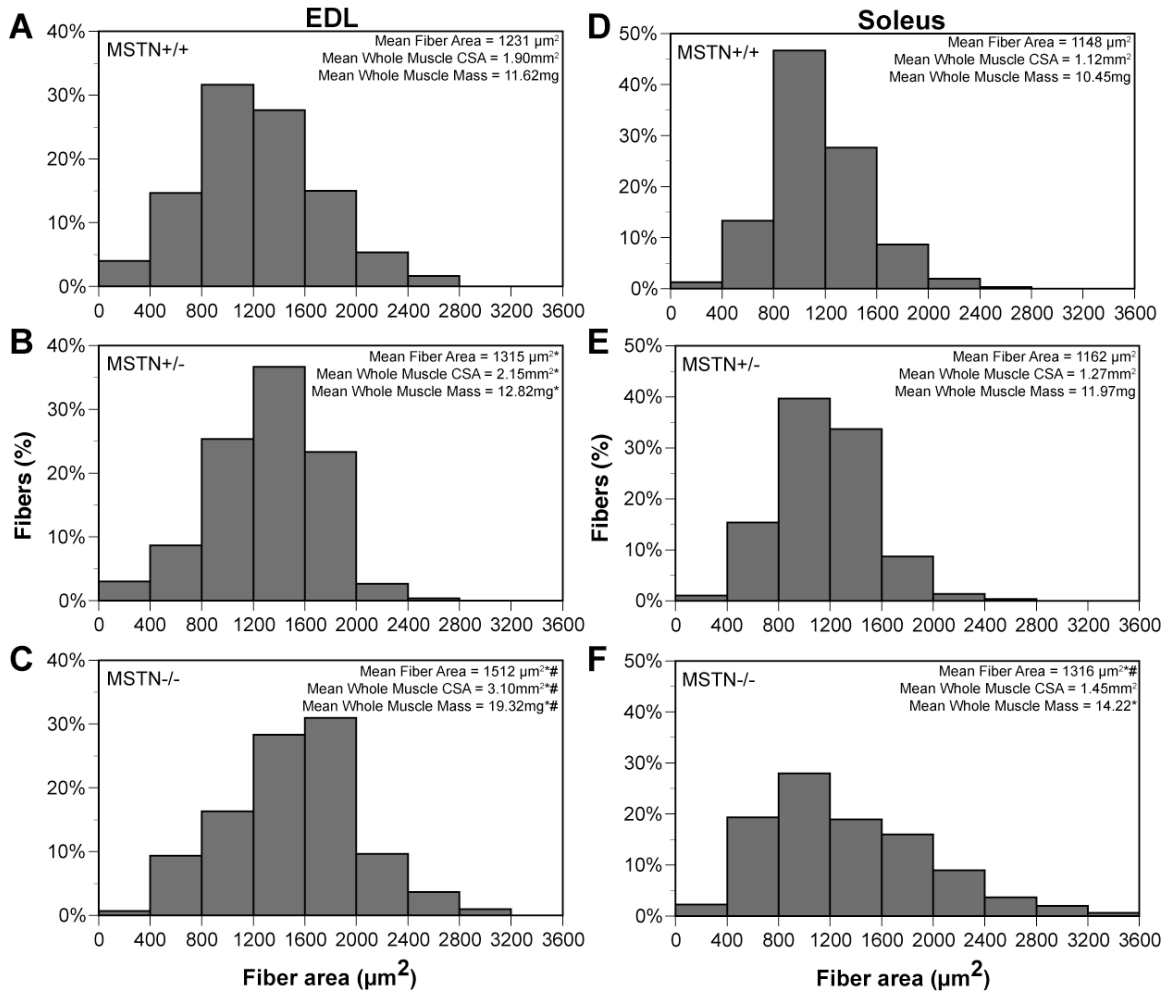 EDL
A
MSTN+/+
Mean Fiber Area = 1231 µm²
Mean Whole Muscle CSA = 1.90mm²
Mean Whole Muscle Mass = 11.62mg
40%
30%
20%
10%
0%
0 400 800 1200 1600 2000 2400 2800 3200 3600
B
MSTN+/-
Mean Fiber Area = 1315 µm²*
Mean Whole Muscle CSA = 2.15mm²*
Mean Whole Muscle Mass = 12.82mg*
40%
30%
20%
10%
0%
0 400 800 1200 1600 2000 2400 2800 3200 3600
Fibers (%)
C
MSTN-/-
Mean Fiber Area = 1512 µm²*#
Mean Whole Muscle CSA = 3.10mm²*#
Mean Whole Muscle Mass = 19.32mg*#
40%
30%
20%
10%
0%
0 400 800 1200 1600 2000 2400 2800 3200 3600
Fiber area (µm²)
Soleus
D
MSTN+/+
Mean Fiber Area = 1148 µm²
Mean Whole Muscle CSA = 1.12mm²
Mean Whole Muscle Mass = 10.45mg
50%
40%
30%
20%
10%
0%
0 400 800 1200 1600 2000 2400 2800 3200 3600
E
MSTN+/-
Mean Fiber Area = 1162 µm²
Mean Whole Muscle CSA = 1.27mm²
Mean Whole Muscle Mass = 11.97mg
50%
40%
30%
20%
10%
0%
0 400 800 1200 1600 2000 2400 2800 3200 3600
Fibers (%)
F
MSTN-/-
Mean Fiber Area = 1316 µm²*#
Mean Whole Muscle CSA = 1.45mm²
Mean Whole Muscle Mass = 14.22*
50%
40%
30%
20%
10%
0%
0 400 800 1200 1600 2000 2400 2800 3200 3600
Fiber area (µm²)